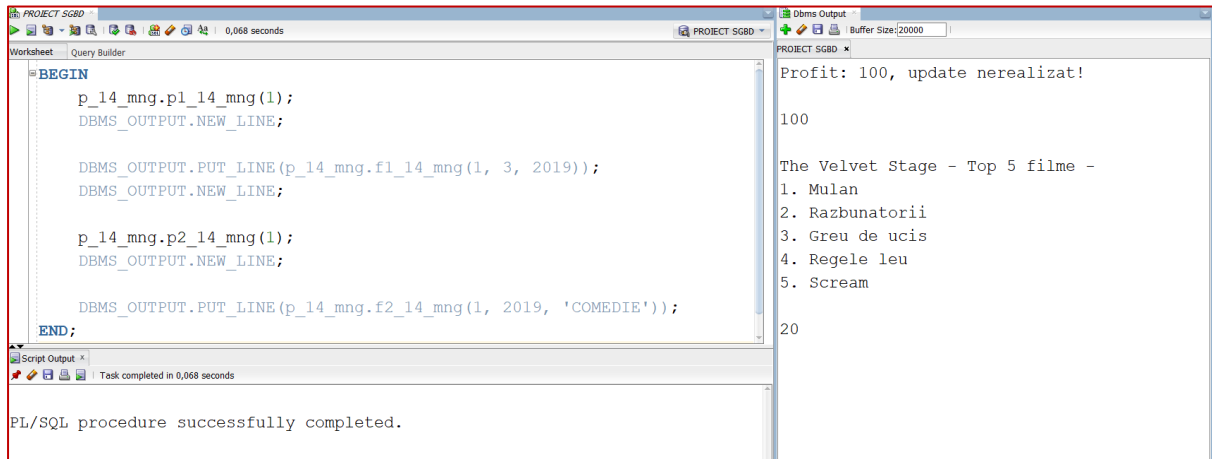 PROIECT SGBD
0,068 seconds
PROIECT SGBD
Worksheet Query Builder
BEGIN
p_14_mng.p1_14_mng(1);
DBMS_OUTPUT.NEW_LINE;
DBMS_OUTPUT.PUT_LINE(p_14_mng.f1_14_mng(1, 3, 2019));
DBMS_OUTPUT.NEW_LINE;
p_14_mng.p2_14_mng(1);
DBMS_OUTPUT.NEW_LINE;
DBMS_OUTPUT.PUT_LINE(p_14_mng.f2_14_mng(1, 2019, 'COMEDIE'));
END;
Script Output
Task completed in 0,068 seconds
PL/SQL procedure successfully completed.
Dbms Output
Buffer Size: 20000
PROIECT SGBD
Profit: 100, update nerealizat!
100
The Velvet Stage - Top 5 filme -
1. Mulan
2. Razbunatorii
3. Greu de ucis
4. Regele leu
5. Scream
20